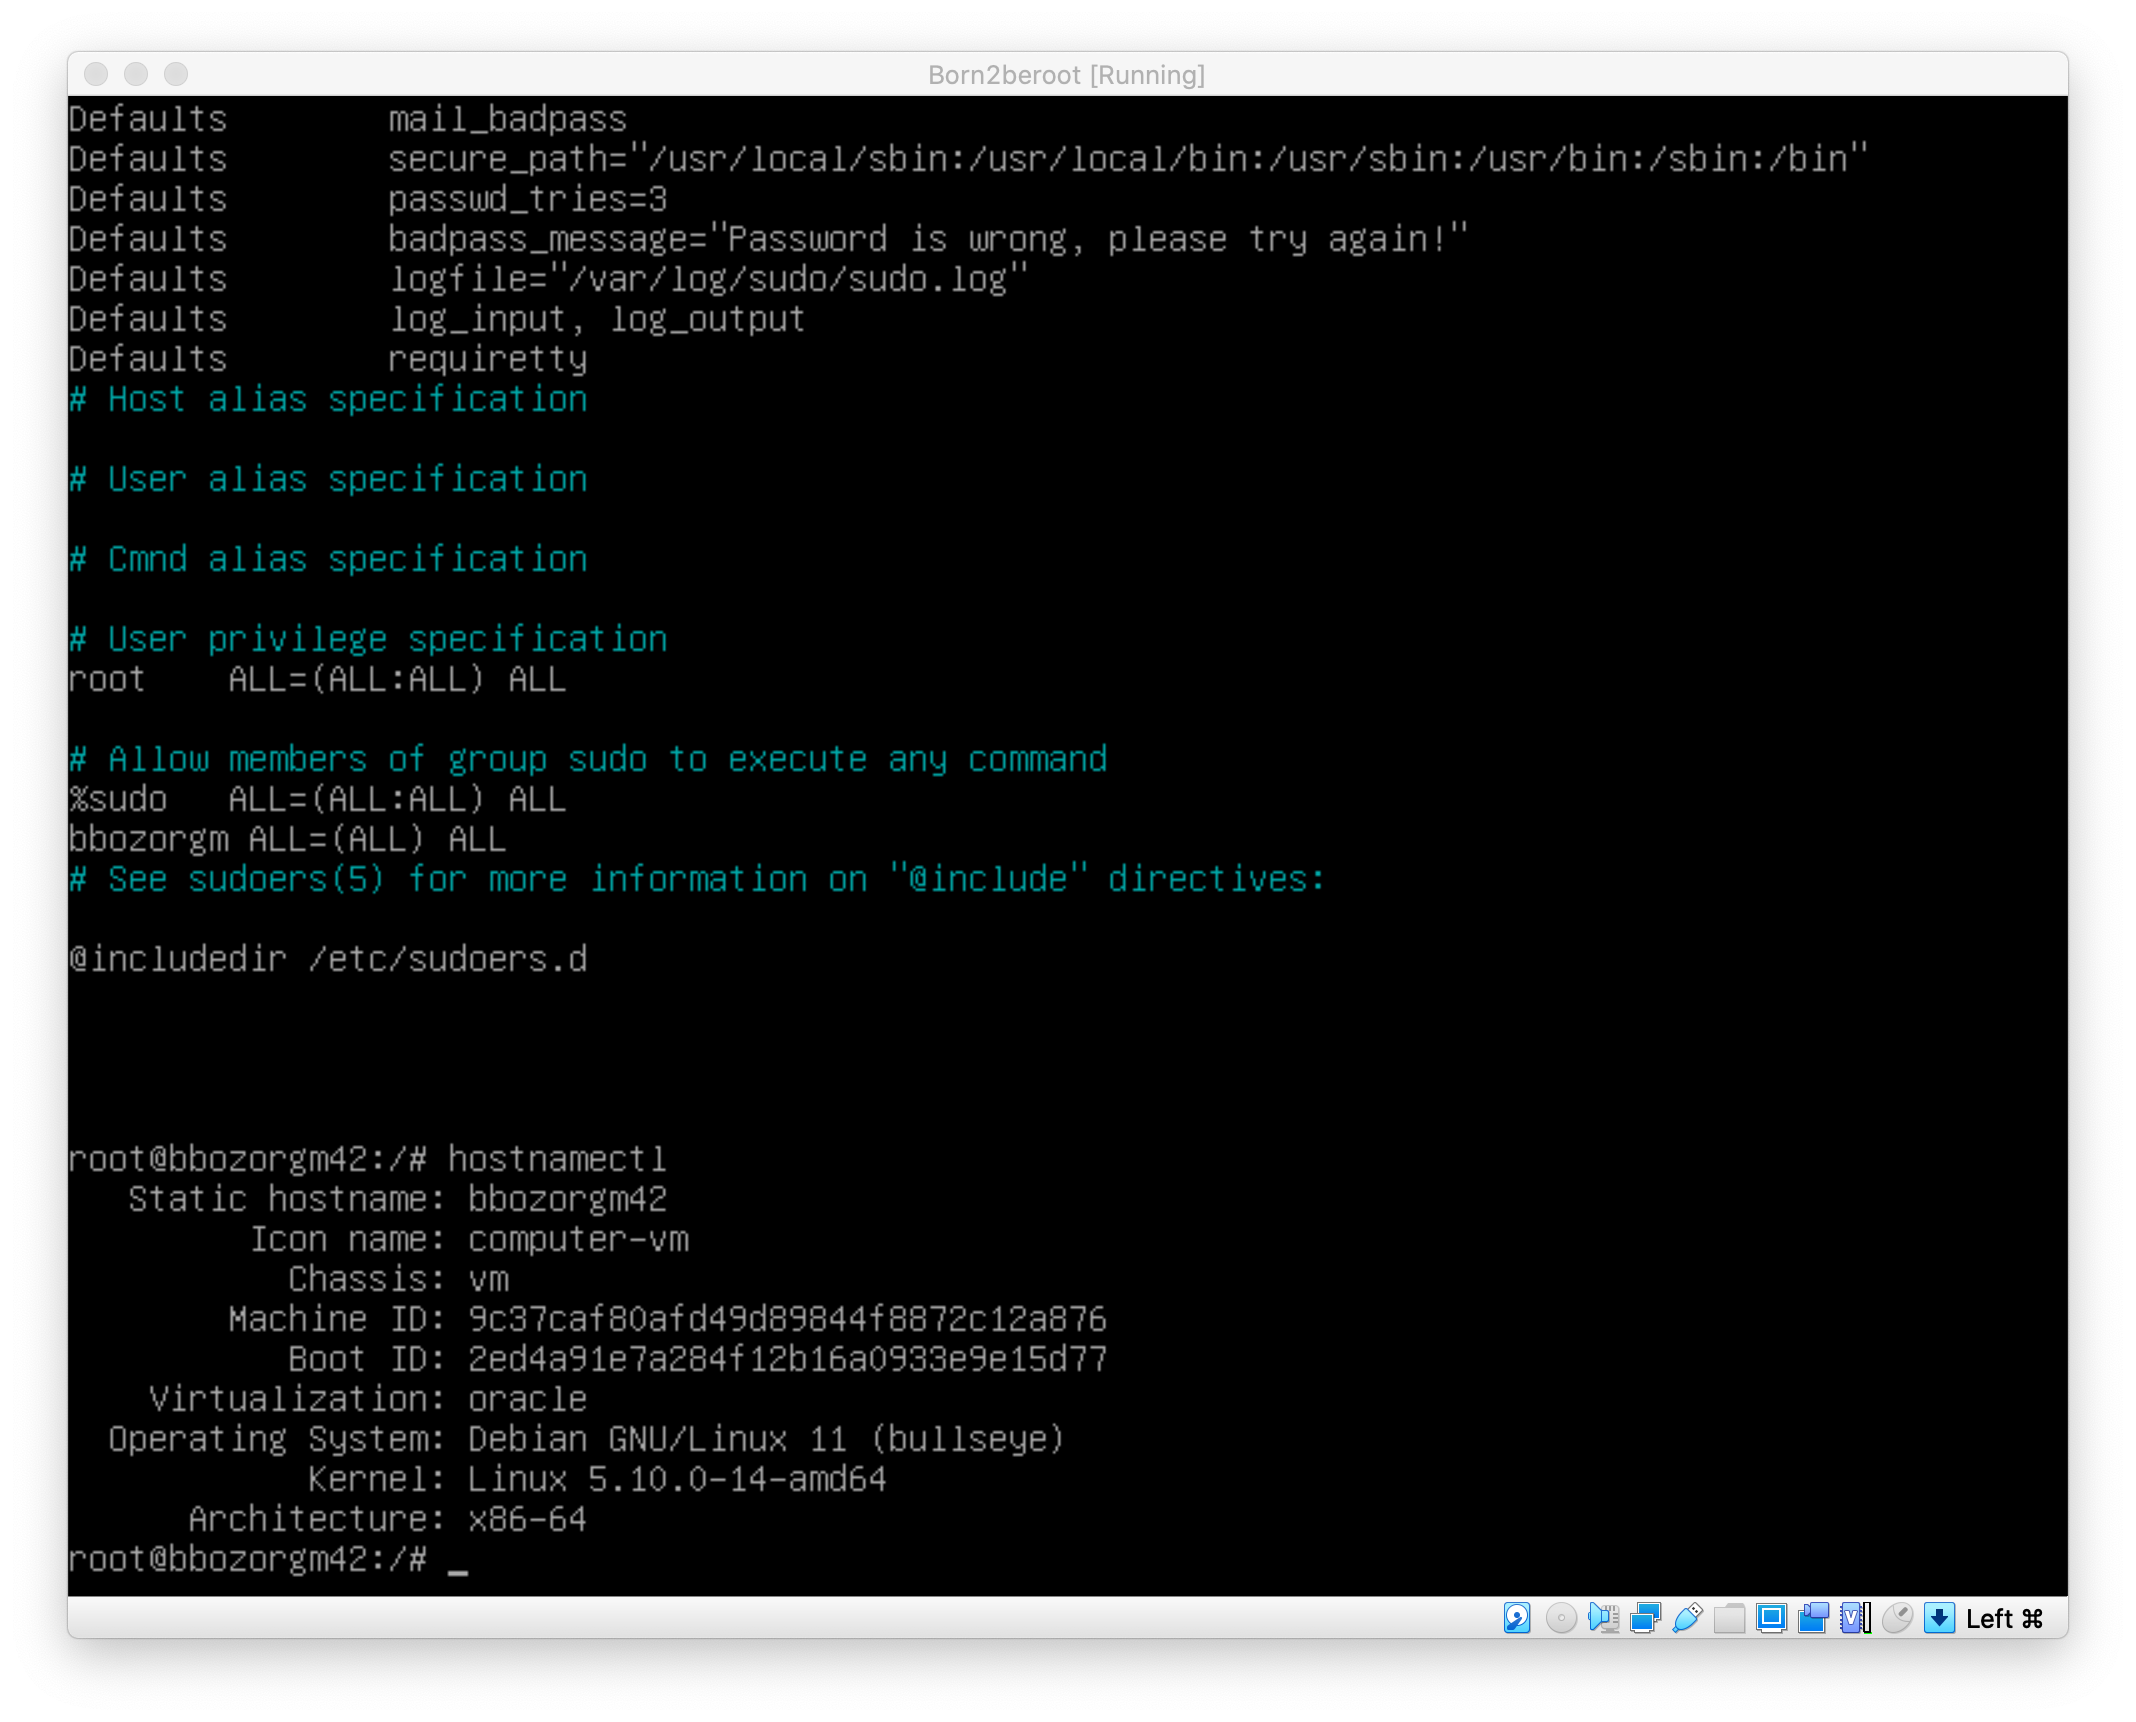 Born2beroot [Running]
Defaults        mail_badpass
Defaults        secure_path="/usr/local/sbin:/usr/local/bin:/usr/sbin:/usr/bin:/sbin:/bin"
Defaults        passwd_tries=3
Defaults        badpass_message="Password is wrong, please try again!"
Defaults        logfile="/var/log/sudo/sudo.log"
Defaults        log_input, log_output
Defaults        requiretty
# Host alias specification
# User alias specification
# Cmnd alias specification
# User privilege specification
root    ALL=(ALL:ALL) ALL
# Allow members of group sudo to execute any command
%sudo   ALL=(ALL:ALL) ALL
bbozorgm ALL=(ALL) ALL
# See sudoers(5) for more information on "@include" directives:
@includedir /etc/sudoers.d
root@bbozorgm42:/# hostnamectl
   Static hostname: bbozorgm42
         Icon name: computer-vm
           Chassis: vm
        Machine ID: 9c37caf80afd49d89844f8872c12a876
           Boot ID: 2ed4a91e7a284f12b16a0933e9e15d77
    Virtualization: oracle
  Operating System: Debian GNU/Linux 11 (bullseye)
            Kernel: Linux 5.10.0-14-amd64
      Architecture: x86-64
root@bbozorgm42:/# _
Left ⌘